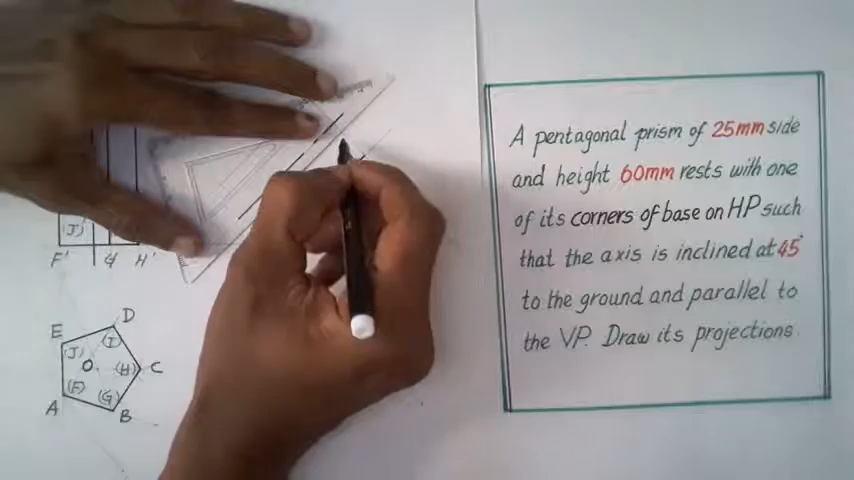 A pentagonal prism of 25mm side
and height 60mm rests with one
of its corners of base on HP such
that the axis is inclined at 45°
to the ground and parallel to
the VP. Draw its projections.
(J')
F' G' H'
D
E
(J) (I)
O (H) C
(F) (G)
A B